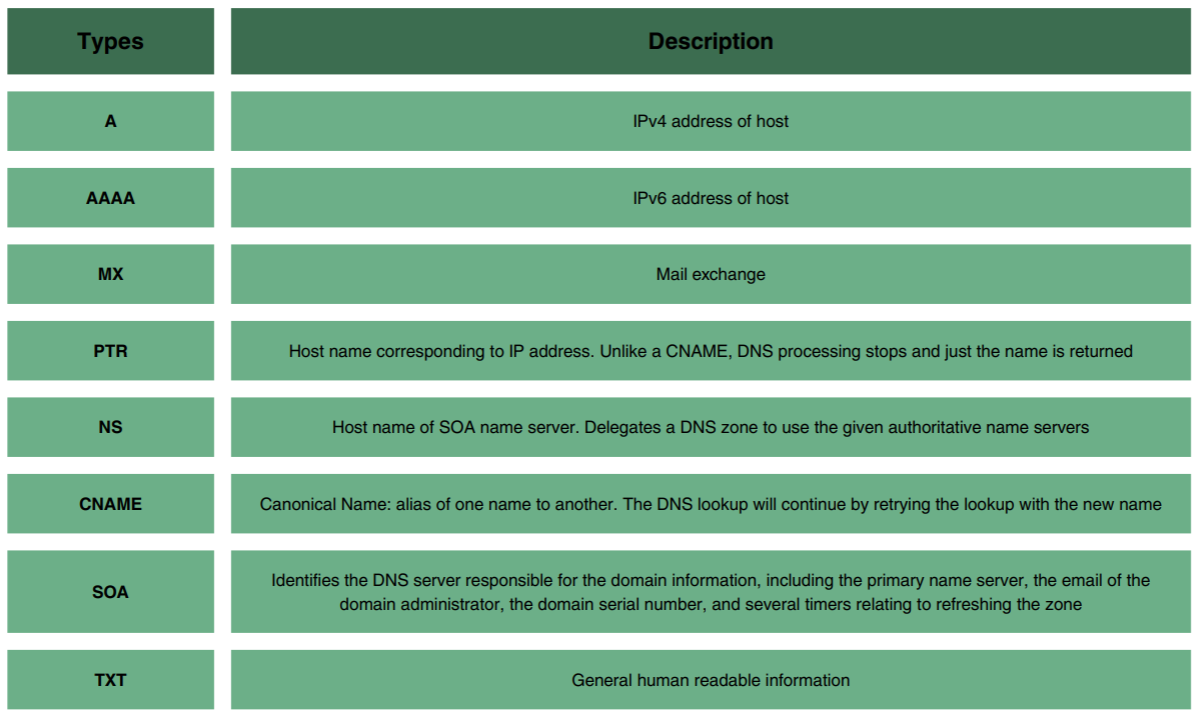 Types Description
A IPv4 address of host
AAAA IPv6 address of host
MX Mail exchange
PTR Host name corresponding to IP address. Unlike a CNAME, DNS processing stops and just the name is returned
NS Host name of SOA name server. Delegates a DNS zone to use the given authoritative name servers
CNAME Canonical Name: alias of one name to another. The DNS lookup will continue by retrying the lookup with the new name
SOA Identifies the DNS server responsible for the domain information, including the primary name server, the email of the
domain administrator, the domain serial number, and several timers relating to refreshing the zone
TXT General human readable information